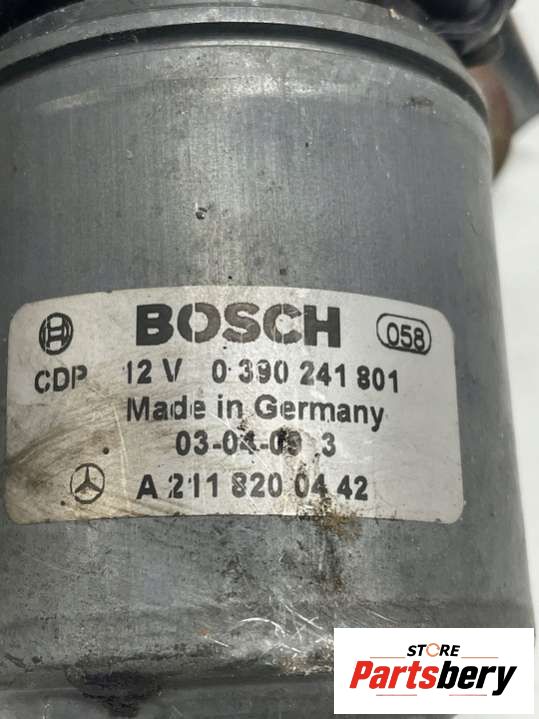 BOSCH 058
CDP 12 V 0 390 241 801
Made in Germany
A 211 820 04 42
STORE
Partsbery